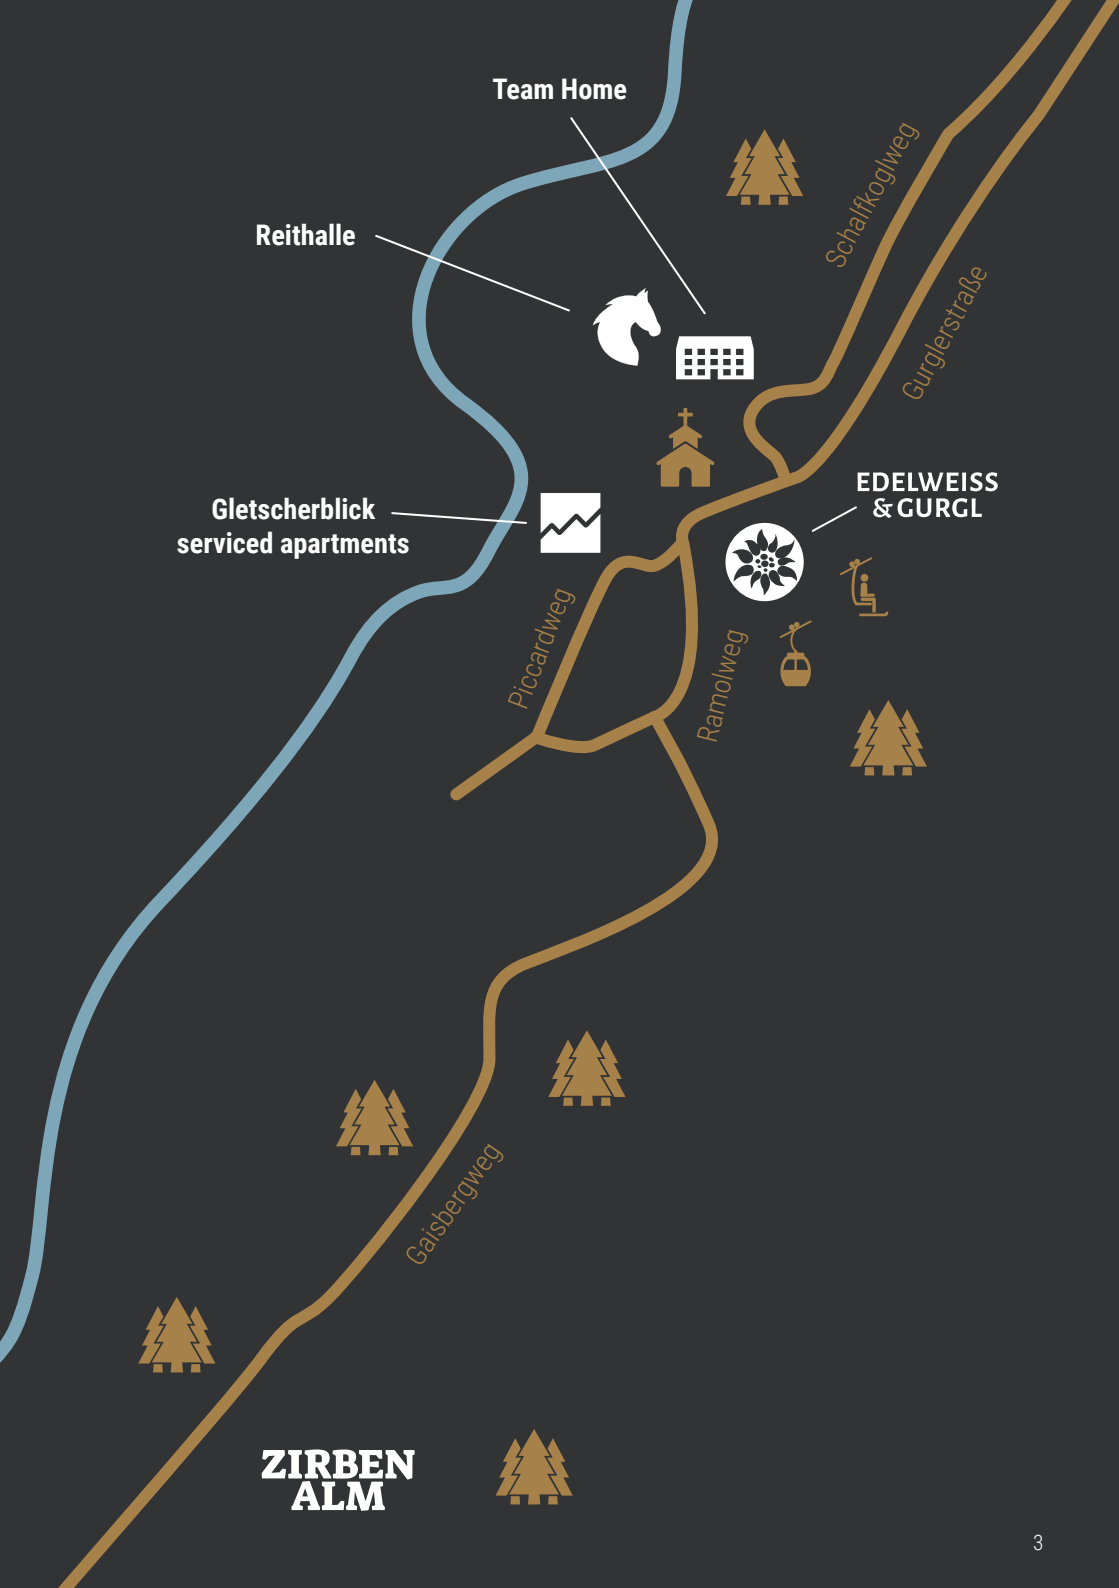 Team Home
Schalfkoglweg
Reithalle
Gurglerstraße
EDELWEISS
& GURGL
Gletscherblick
serviced apartments
Piccardweg
Ramolweg
Gaisbergweg
ZIRBEN
ALM
3